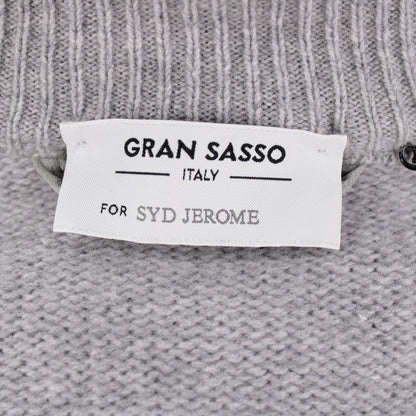 GRAN SASSO
ITALY
FOR SYD JEROME